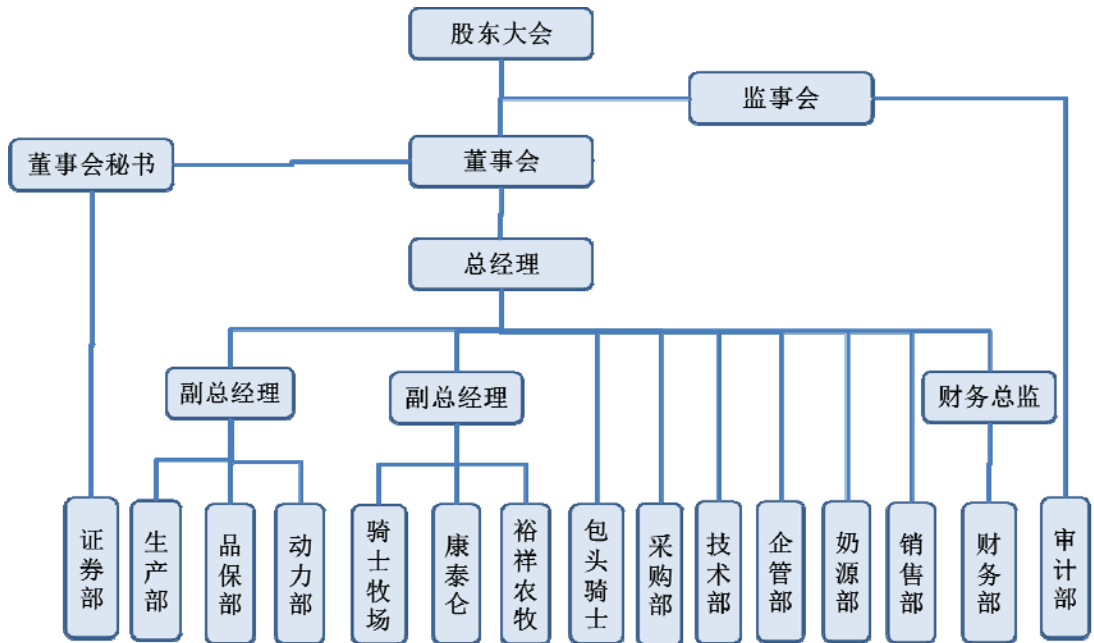 股东大会
监事会
董事会秘书
董事会
总经理
副总经理
副总经理
财务总监
证券部
生产部
品保部
动力部
骑士牧场
康泰仑
裕祥农牧
包头骑士
采购部
技术部
企管部
奶源部
销售部
财务部
审计部